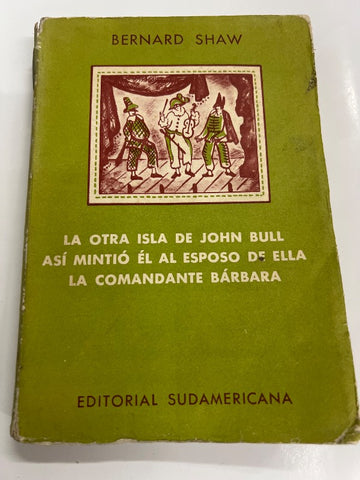 BERNARD SHAW
LA OTRA ISLA DE JOHN BULL
ASÍ MINTIÓ ÉL AL ESPOSO DE ELLA
LA COMANDANTE BÁRBARA
EDITORIAL SUDAMERICANA